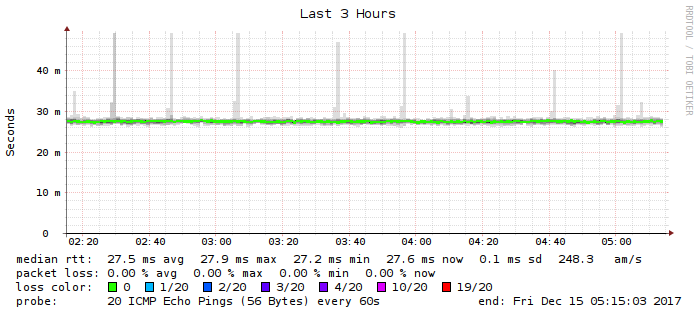 Last 3 Hours
RRDTOOL / TOBI OETIKER
Seconds
40 m
30 m
20 m
10 m
0
02:20 02:40 03:00 03:20 03:40 04:00 04:20 04:40 05:00
median rtt: 27.5 ms avg 27.9 ms max 27.2 ms min 27.6 ms now 0.1 ms sd 248.3 am/s
packet loss: 0.00 % avg 0.00 % max 0.00 % min 0.00 % now
loss color: 0 1/20 2/20 3/20 4/20 10/20 19/20
probe: 20 ICMP Echo Pings (56 Bytes) every 60s end: Fri Dec 15 05:15:03 2017